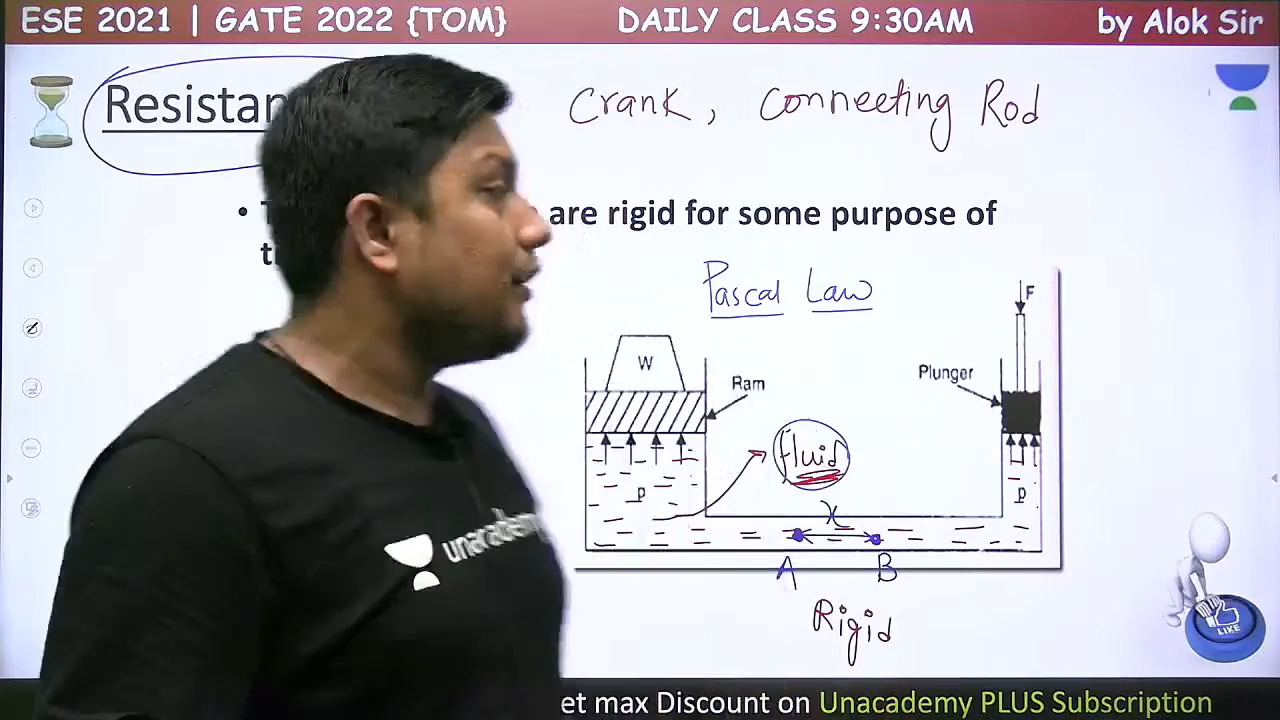 ESE 2021 | GATE 2022 {TOM} DAILY CLASS 9:30AM by Alok Sir
Resistan
Crank, Connecting Rod
• T are rigid for some purpose of
t
Pascal Law
F
W
Ram
Plunger
fluid
p
p
x
A B
Rigid
unacademy
LIKE
et max Discount on Unacademy PLUS Subscription